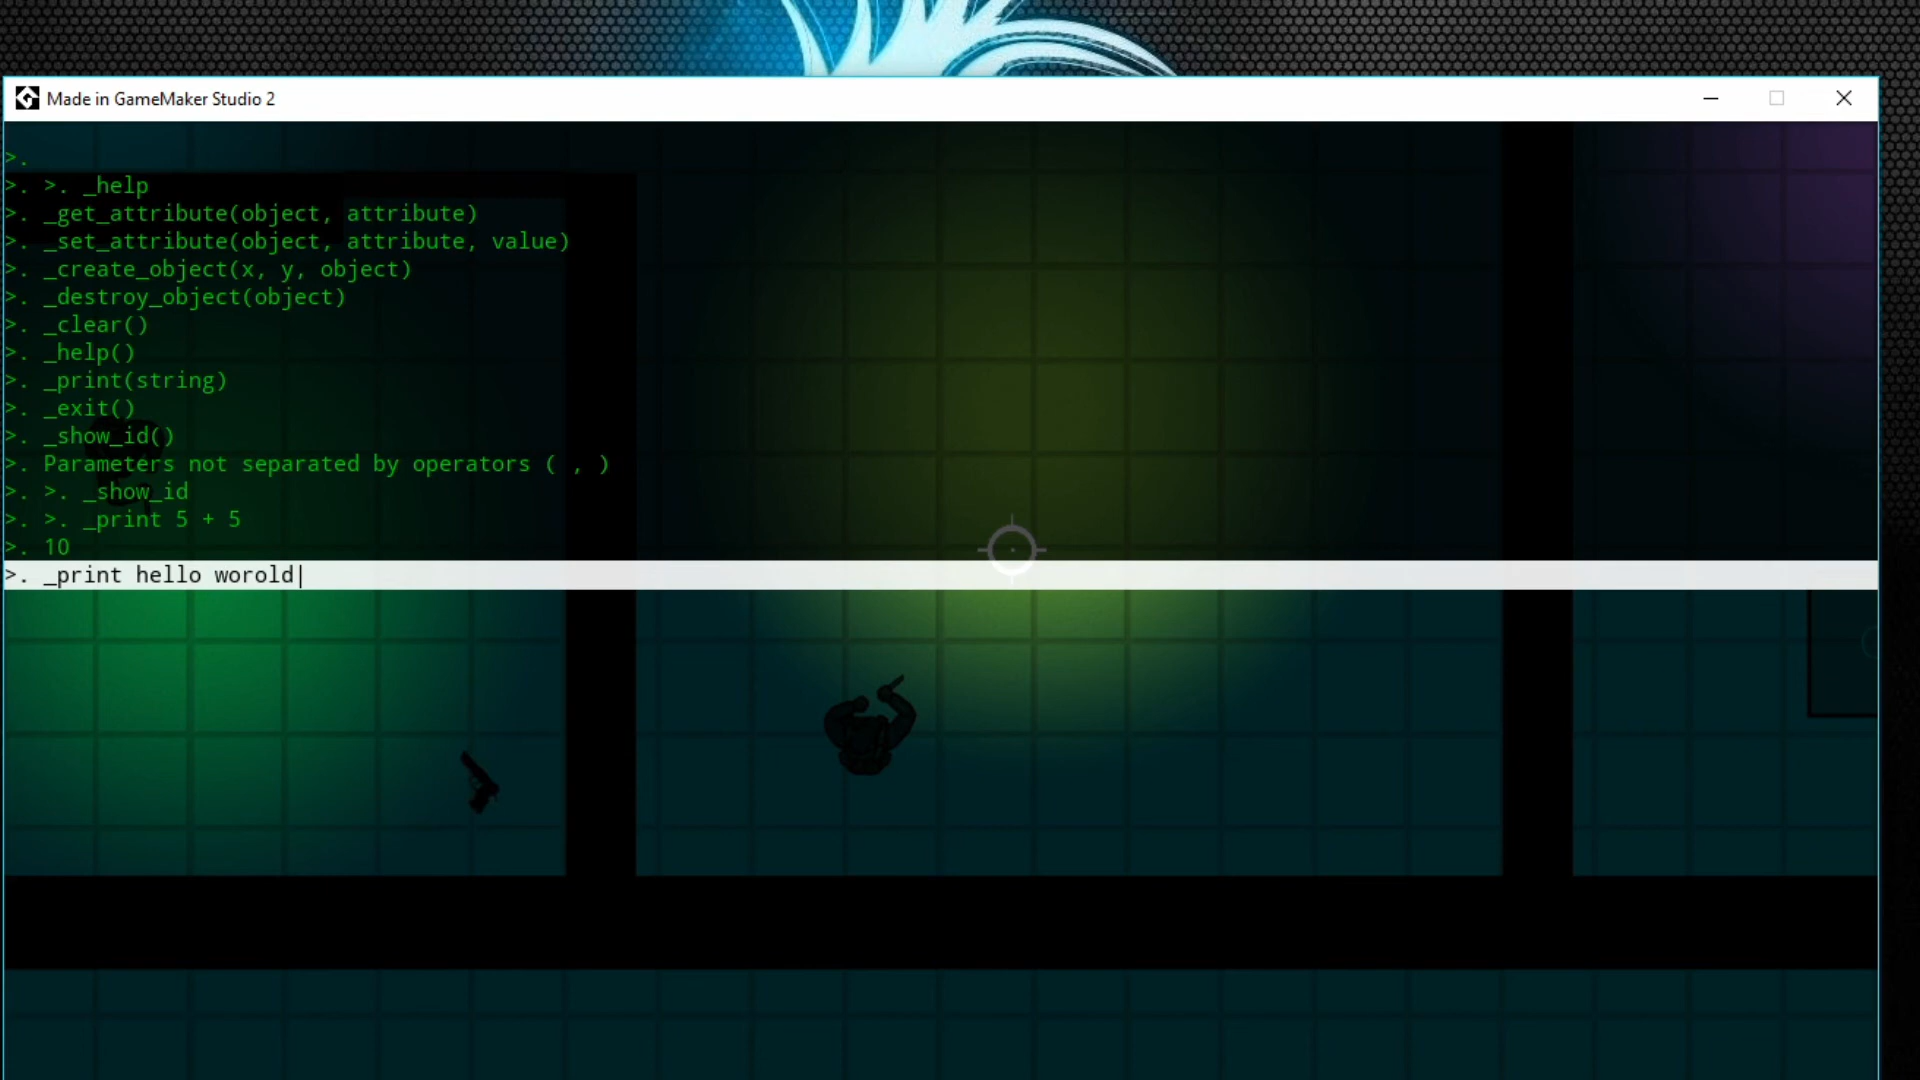 Made in GameMaker Studio 2
>.
>. >. _help
>. _get_attribute(object, attribute)
>. _set_attribute(object, attribute, value)
>. _create_object(x, y, object)
>. _destroy_object(object)
>. _clear()
>. _help()
>. _print(string)
>. _exit()
>. _show_id()
>. Parameters not separated by operators ( , )
>. >. _show_id
>. >. _print 5 + 5
>. 10
>. _print hello worold|